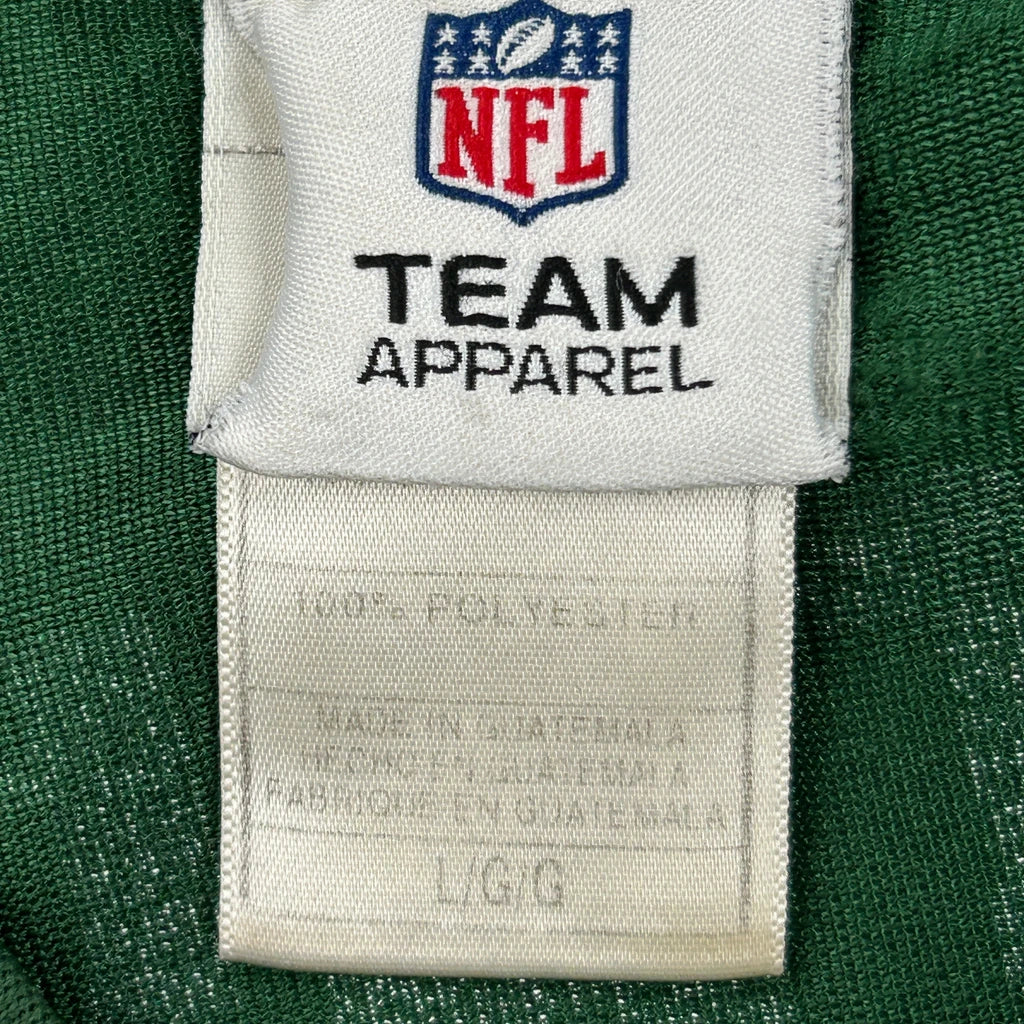 NFL
TEAM
APPAREL
100% POLYESTER
MADE IN GUATEMALA
HECHO EN GUATEMALA
FABRIQUE EN GUATEMALA
L/G/G